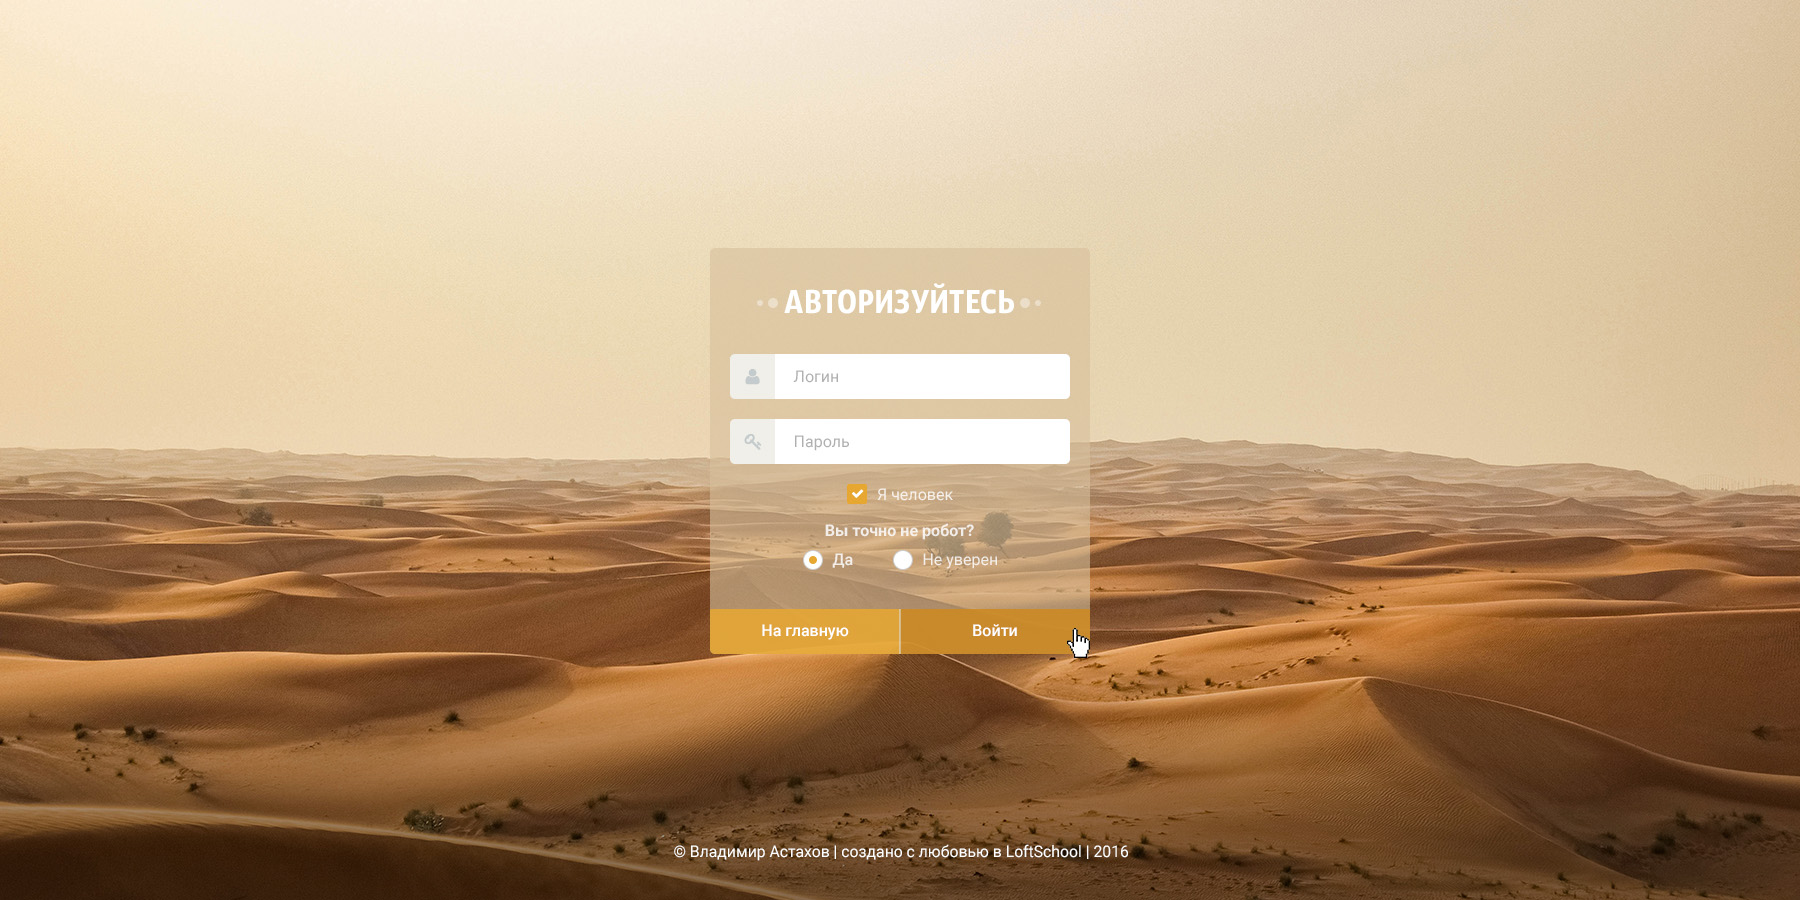 АВТОРИЗУЙТЕСЬ
Логин
Пароль
Я человек
Вы точно не робот?
Да Не уверен
На главную Войти
© Владимир Астахов | создано с любовью в LoftSchool | 2016